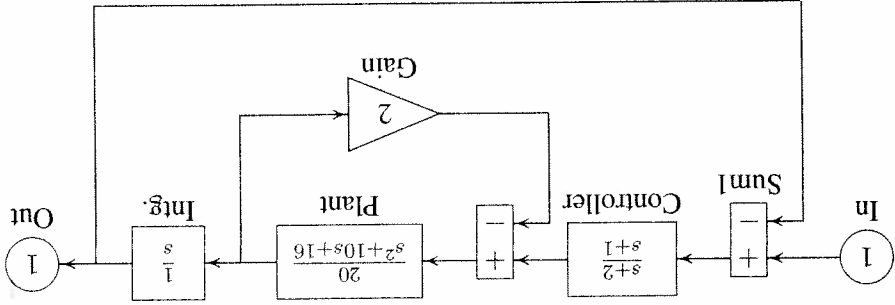 1
In
+
−
Sum1
s+1
s+2
Controller
+
−
20
s²+10s+16
Plant
1
s
Intg.
1
Out
2
Gain